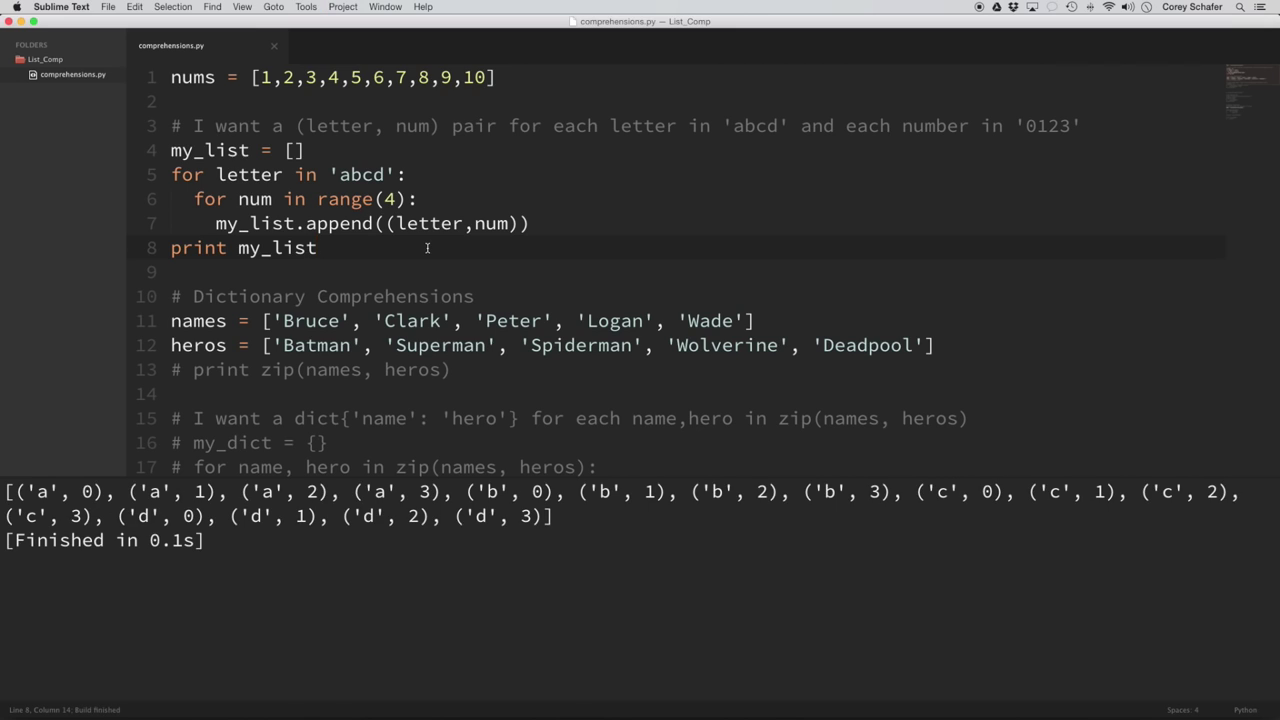 Sublime Text File Edit Selection Find View Goto Tools Project Window Help Corey Schafer
comprehensions.py — List_Comp
FOLDERS
List_Comp
comprehensions.py
comprehensions.py
1 nums = [1,2,3,4,5,6,7,8,9,10]
2
3 # I want a (letter, num) pair for each letter in 'abcd' and each number in '0123'
4 my_list = []
5 for letter in 'abcd':
6 for num in range(4):
7 my_list.append((letter,num))
8 print my_list
9
10 # Dictionary Comprehensions
11 names = ['Bruce', 'Clark', 'Peter', 'Logan', 'Wade']
12 heros = ['Batman', 'Superman', 'Spiderman', 'Wolverine', 'Deadpool']
13 # print zip(names, heros)
14
15 # I want a dict{'name': 'hero'} for each name,hero in zip(names, heros)
16 # my_dict = {}
17 # for name, hero in zip(names, heros):
[('a', 0), ('a', 1), ('a', 2), ('a', 3), ('b', 0), ('b', 1), ('b', 2), ('b', 3), ('c', 0), ('c', 1), ('c', 2),
('c', 3), ('d', 0), ('d', 1), ('d', 2), ('d', 3)]
[Finished in 0.1s]
Line 8, Column 14; Build finished Spaces: 4 Python